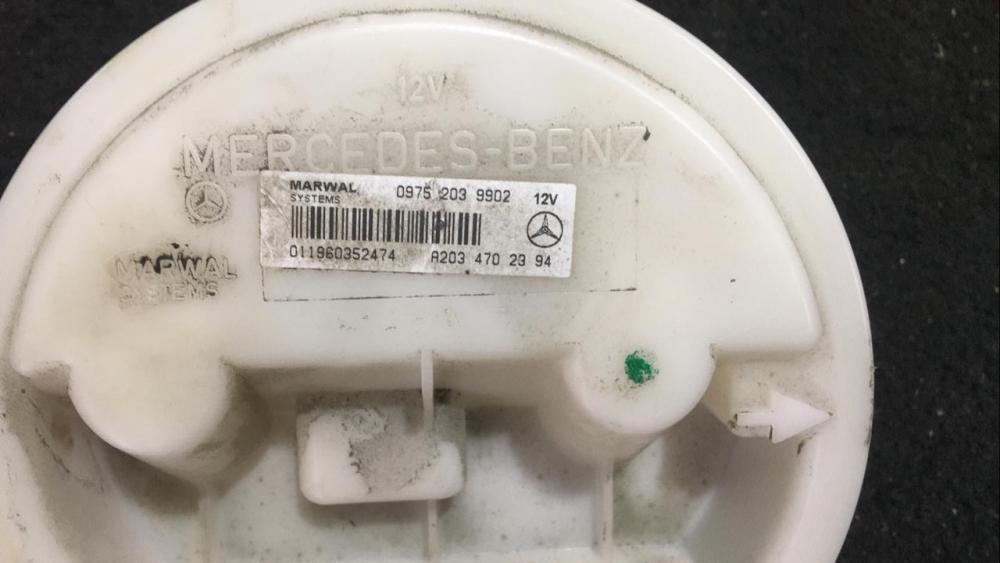 12V
MERCEDES-BENZ
MARWAL 0975 203 9902 12V
SYSTEMS
011960352474 A203 470 23 94
MARWAL
SYSTEMS